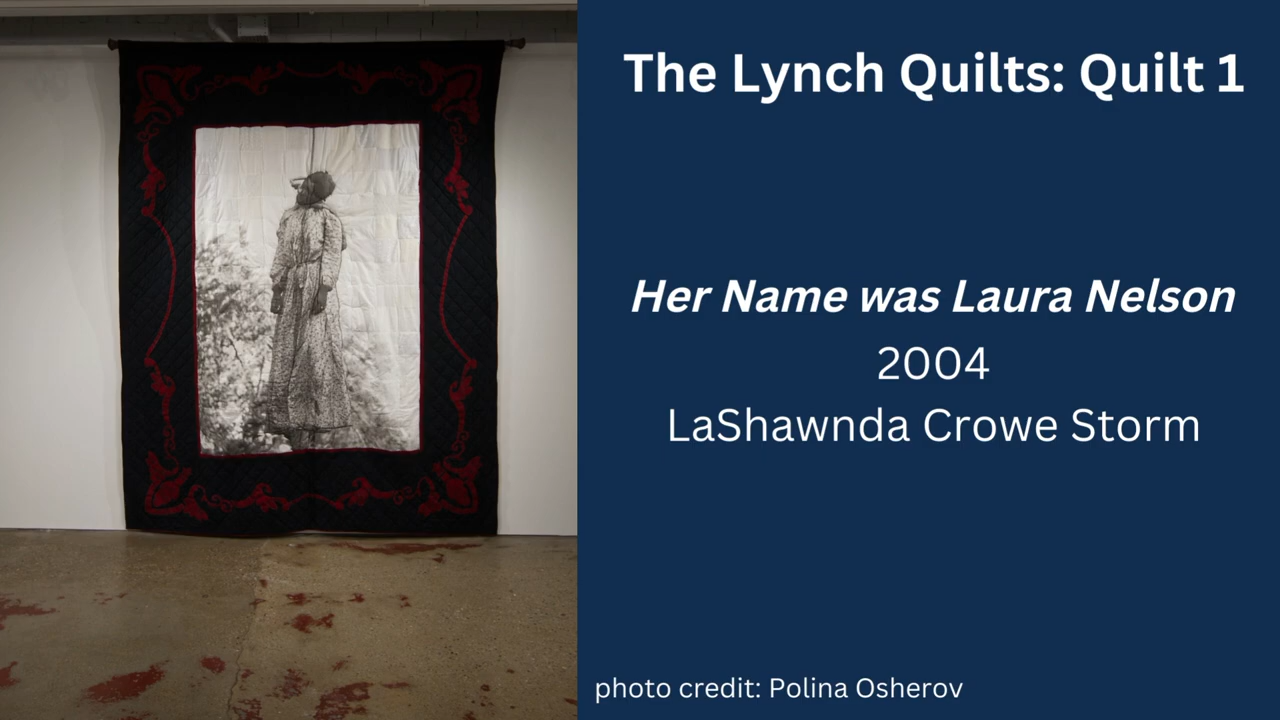 The Lynch Quilts: Quilt 1
Her Name was Laura Nelson
2004
LaShawnda Crowe Storm
photo credit: Polina Osherov